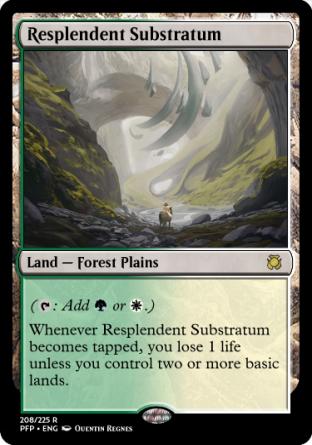 Resplendent Substratum
Land — Forest Plains
(: Add or .)
Whenever Resplendent Substratum
becomes tapped, you lose 1 life
unless you control two or more basic
lands.
208/225 R
PFP • ENG Quentin Regnes